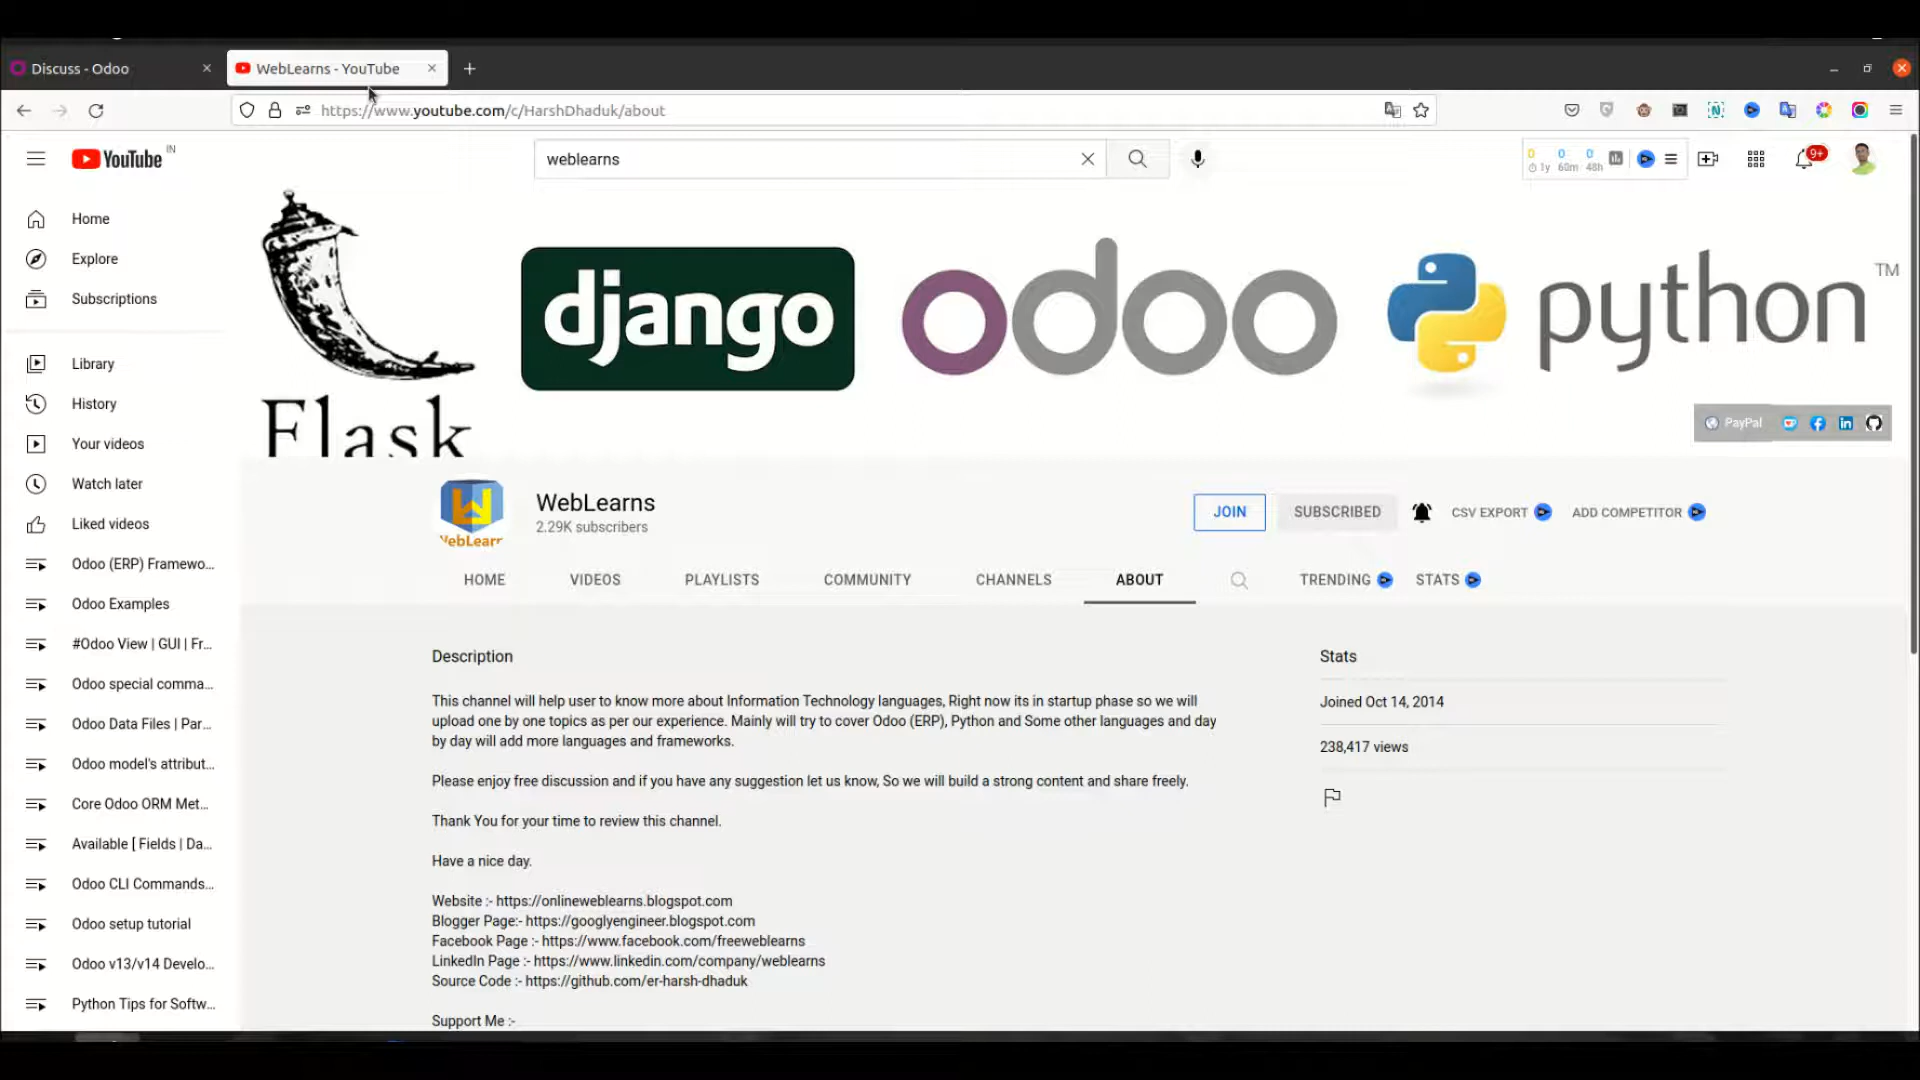 Discuss - Odoo
WebLearns - YouTube
https://www.youtube.com/c/HarshDhaduk/about
YouTube IN
weblearns
0 0 0
1y 60m 48h
9+
Home
Explore
Subscriptions
Library
History
Your videos
Watch later
Liked videos
Odoo (ERP) Framewo...
Odoo Examples
#Odoo View | GUI | Fr...
Odoo special comma...
Odoo Data Files | Par...
Odoo model's attribut...
Core Odoo ORM Met...
Available [ Fields | Da...
Odoo CLI Commands...
Odoo setup tutorial
Odoo v13/v14 Develo...
Python Tips for Softw...
Flask
django
odoo
python TM
PayPal
WebLearns
2.29K subscribers
JOIN
SUBSCRIBED
CSV EXPORT
ADD COMPETITOR
HOME
VIDEOS
PLAYLISTS
COMMUNITY
CHANNELS
ABOUT
TRENDING
STATS
Description
This channel will help user to know more about Information Technology languages, Right now its in startup phase so we will
upload one by one topics as per our experience. Mainly will try to cover Odoo (ERP), Python and Some other languages and day
by day will add more languages and frameworks.
Please enjoy free discussion and if you have any suggestion let us know, So we will build a strong content and share freely.
Thank You for your time to review this channel.
Have a nice day.
Website :- https://onlineweblearns.blogspot.com
Blogger Page:- https://googlyengineer.blogspot.com
Facebook Page :- https://www.facebook.com/freeweblearns
LinkedIn Page :- https://www.linkedin.com/company/weblearns
Source Code :- https://github.com/er-harsh-dhaduk
Support Me :-
Stats
Joined Oct 14, 2014
238,417 views